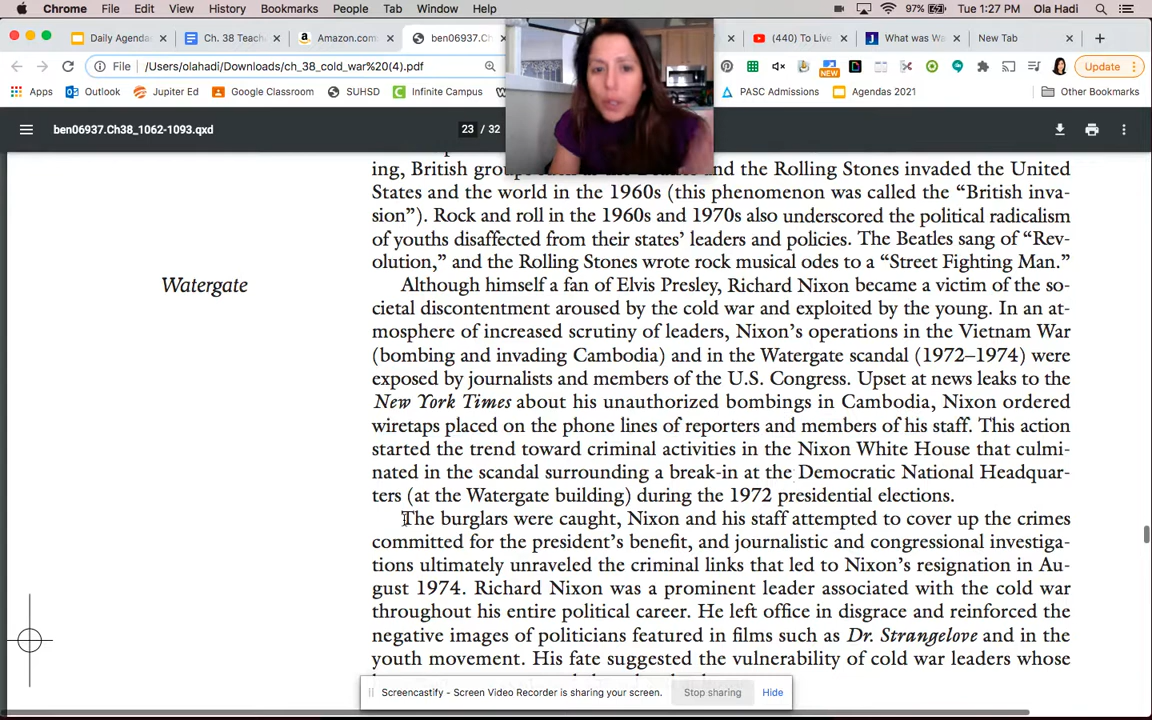 Chrome File Edit View History Bookmarks People Tab Window Help 97% Tue 1:27 PM Ola Hadi
Daily Agenda Ch. 38 Teach Amazon.com: ben06937.Ch (440) To Live What was Wa New Tab
File /Users/olahadi/Downloads/ch_38_cold_war%20(4).pdf NEW Update
Apps Outlook Jupiter Ed Google Classroom SUHSD Infinite Campus PASC Admissions Agendas 2021 Other Bookmarks
ben06937.Ch38_1062-1093.qxd 23 / 32
ing, British and the Rolling Stones invaded the United
States and the world in the 1960s (this phenomenon was called the “British inva-
sion”). Rock and roll in the 1960s and 1970s also underscored the political radicalism
of youths disaffected from their states’ leaders and policies. The Beatles sang of “Rev-
olution,” and the Rolling Stones wrote rock musical odes to a “Street Fighting Man.”
Watergate
Although himself a fan of Elvis Presley, Richard Nixon became a victim of the so-
cietal discontentment aroused by the cold war and exploited by the young. In an at-
mosphere of increased scrutiny of leaders, Nixon’s operations in the Vietnam War
(bombing and invading Cambodia) and in the Watergate scandal (1972–1974) were
exposed by journalists and members of the U.S. Congress. Upset at news leaks to the
New York Times about his unauthorized bombings in Cambodia, Nixon ordered
wiretaps placed on the phone lines of reporters and members of his staff. This action
started the trend toward criminal activities in the Nixon White House that culmi-
nated in the scandal surrounding a break-in at the Democratic National Headquar-
ters (at the Watergate building) during the 1972 presidential elections.
The burglars were caught, Nixon and his staff attempted to cover up the crimes
committed for the president’s benefit, and journalistic and congressional investiga-
tions ultimately unraveled the criminal links that led to Nixon’s resignation in Au-
gust 1974. Richard Nixon was a prominent leader associated with the cold war
throughout his entire political career. He left office in disgrace and reinforced the
negative images of politicians featured in films such as Dr. Strangelove and in the
youth movement. His fate suggested the vulnerability of cold war leaders whose
Screencastify - Screen Video Recorder is sharing your screen. Stop sharing Hide